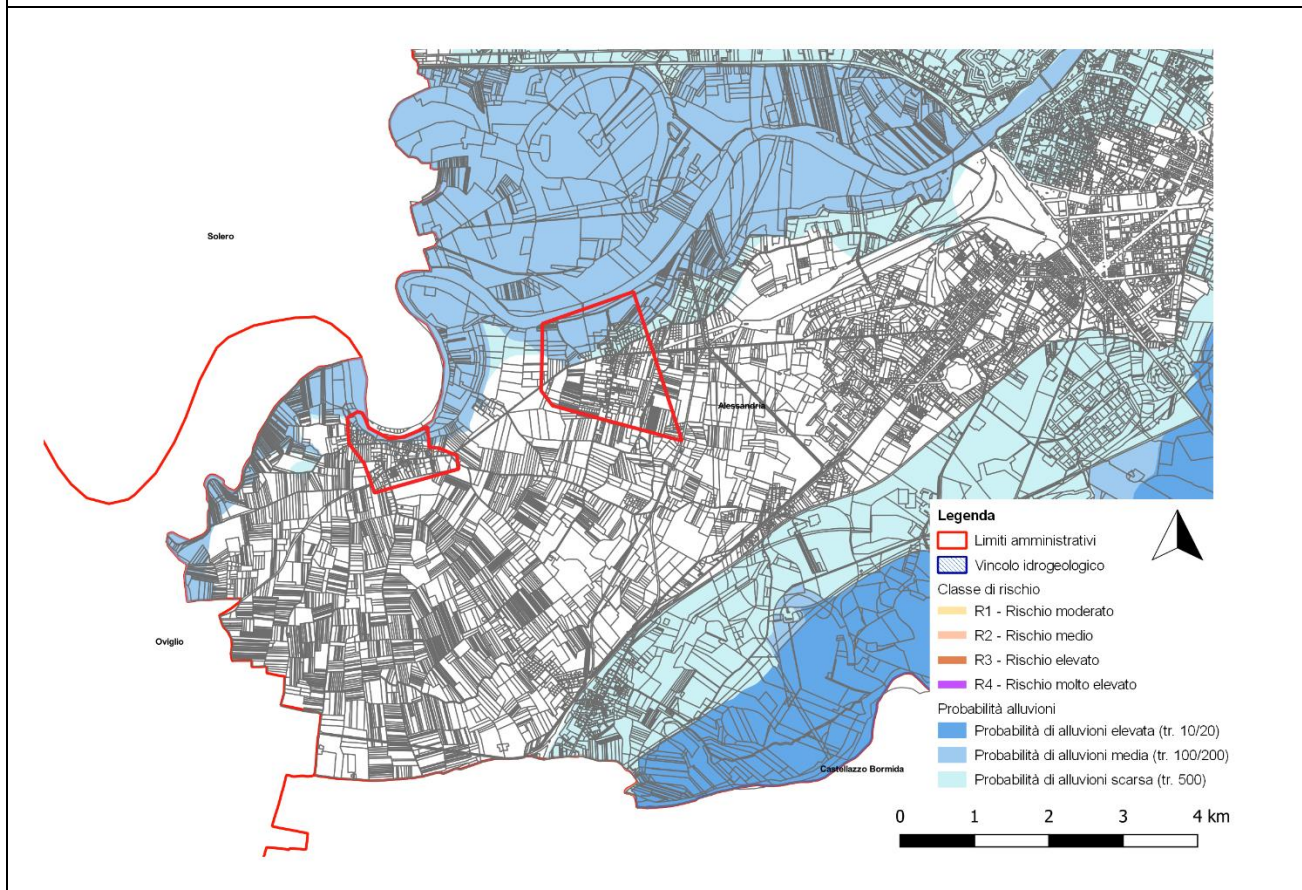 Solero
Alessandria
Oviglio
Castellazzo Bormida
Legenda
Limiti amministrativi
Vincolo idrogeologico
Classe di rischio
R1 - Rischio moderato
R2 - Rischio medio
R3 - Rischio elevato
R4 - Rischio molto elevato
Probabilità alluvioni
Probabilità di alluvioni elevata (tr. 10/20)
Probabilità di alluvioni media (tr. 100/200)
Probabilità di alluvioni scarsa (tr. 500)
0 1 2 3 4 km